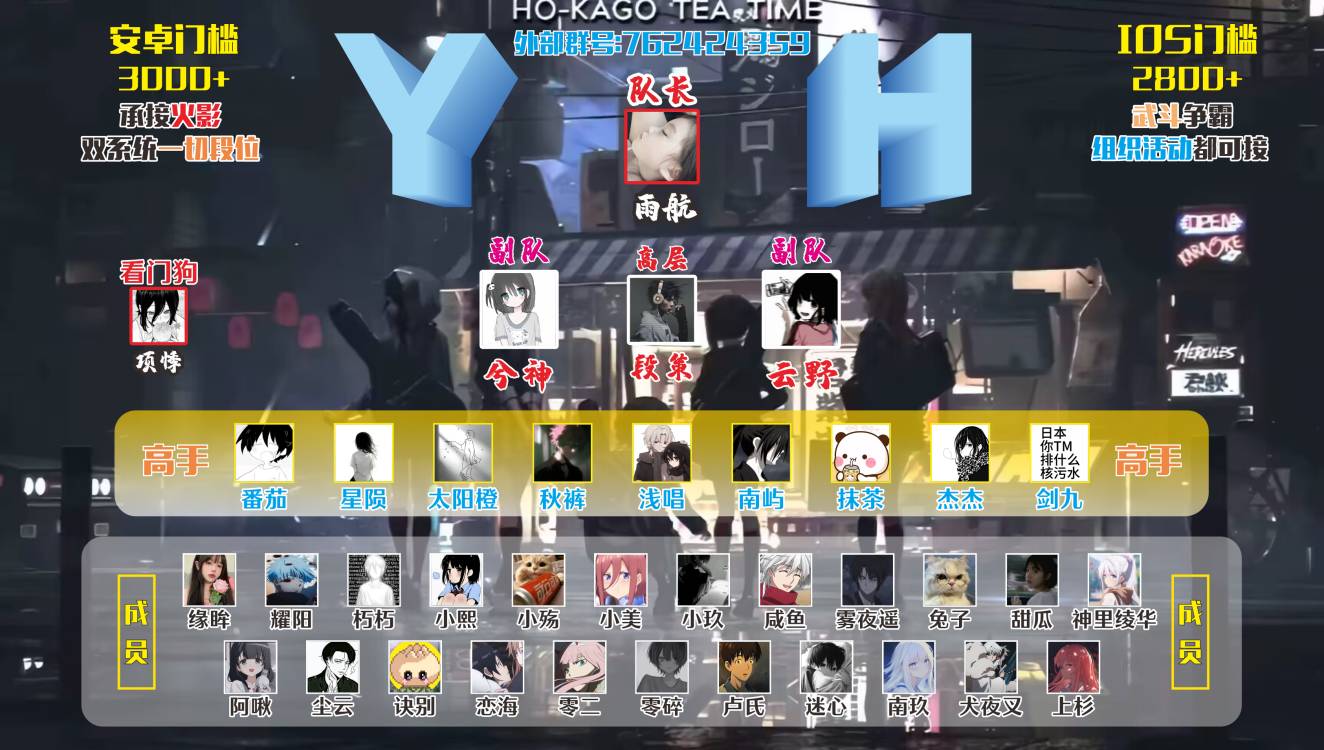 HO-KAGO TEA TIME
安卓门槛
3000+
承接火影
双系统一切段位
Y H
外部群号:762424359
IOS门槛
2800+
武斗争霸
组织活动都可接
队长
雨航
看门狗
项悸
副队
兮神
高层
段策
副队
云野
OPEN
KARAOKE
HERCULES
高手
日本
你TM
排什么
核污水
高手
番茄 星陨 太阳橙 秋裤 浅唱 南屿 抹茶 杰杰 剑九
成员
缘眸 耀阳 朽朽 小熙 小殇 小美 小玖 咸鱼 雾夜遥 兔子 甜瓜 神里绫华
阿啾 尘云 诀别 恋海 零二 零碎 卢氏 迷心 南玖 犬夜叉 上杉
成员